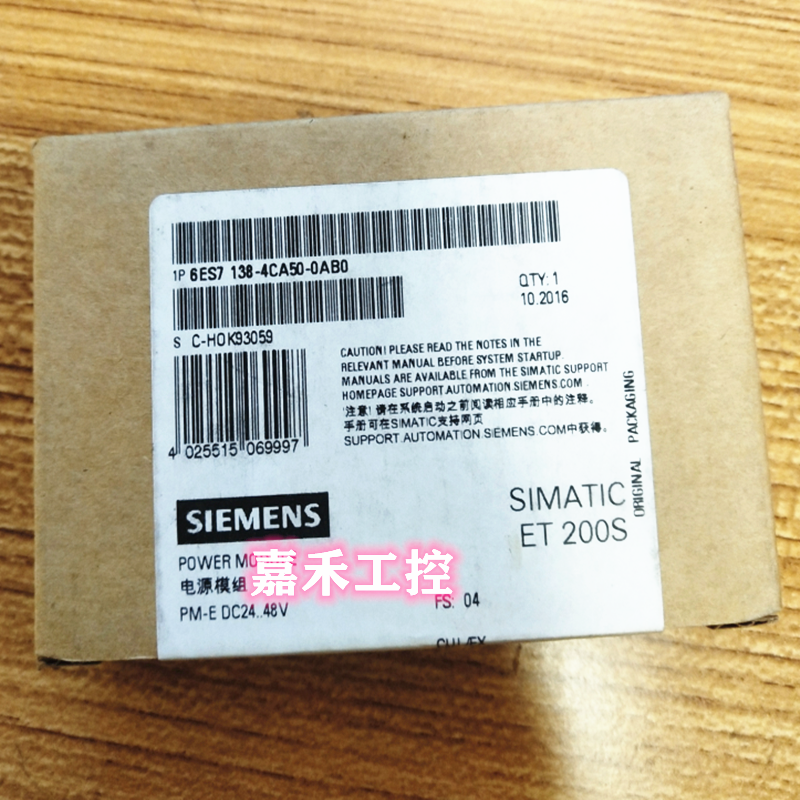 1P 6ES7 138-4CA50-0AB0
QTY: 1
10.2016
S C-H0K93059
CAUTION! PLEASE READ THE NOTES IN THE
RELEVANT MANUAL BEFORE SYSTEM STARTUP.
MANUALS ARE AVAILABLE FROM THE SIMATIC SUPPORT
HOMEPAGE SUPPORT.AUTOMATION.SIEMENS.COM.
注意! 请在系统启动之前阅读相应手册中的注释。
手册可在SIMATIC支持网页
SUPPORT.AUTOMATION.SIEMENS.COM中获得。
4 025515 069997
ORIGINAL PACKAGING
SIEMENS
SIMATIC
ET 200S
POWER
电源模组
嘉禾工控
PM-E DC24..48V
FS: 04